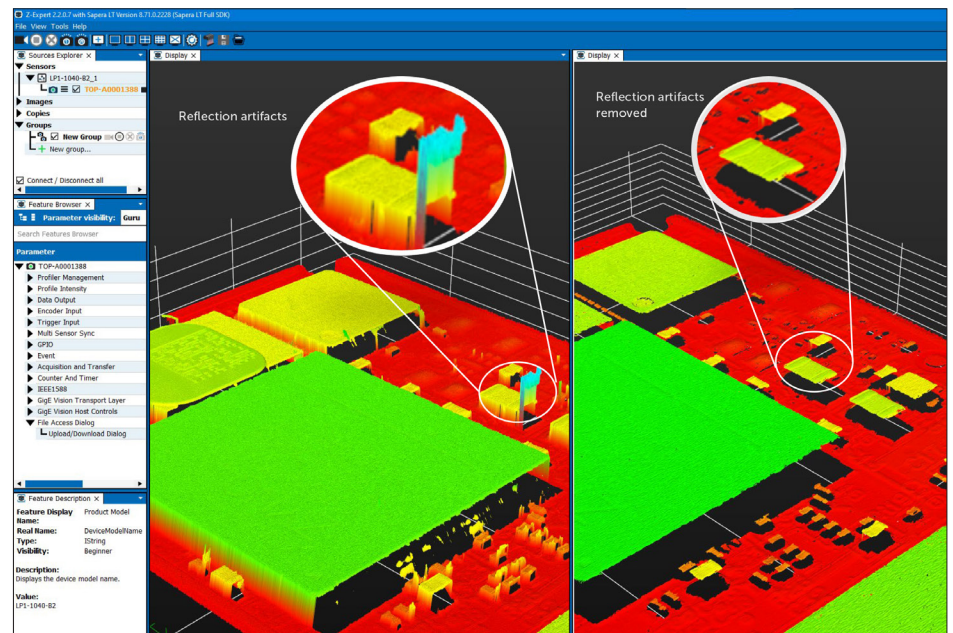 Z-Expert 2.2.0.7 with Sapera LT Version 8.71.0.2228 (Sapera LT Full SDK)
File View Tools Help
Sources Explorer
Sensors
LP1-1040-B2_1
TOP-A0001388
Images
Copies
Groups
New Group
New group...
Connect / Disconnect all
Feature Browser
Parameter visibility: Guru
Search Features Browser
Parameter
TOP-A0001388
Profiler Management
Profile Intensity
Data Output
Encoder Input
Trigger Input
Multi Sensor Sync
GPIO
Event
Acquisition and Transfer
Counter And Timer
IEEE1588
GigE Vision Transport Layer
GigE Vision Host Controls
File Access Dialog
Upload/Download Dialog
Feature Description
Feature Display Name: Product Model
Real Name: DeviceModelName
Type: IString
Visibility: Beginner
Description:
Displays the device model name.
Value:
LP1-1040-B2
Display
Reflection artifacts
Display
Reflection artifacts
removed